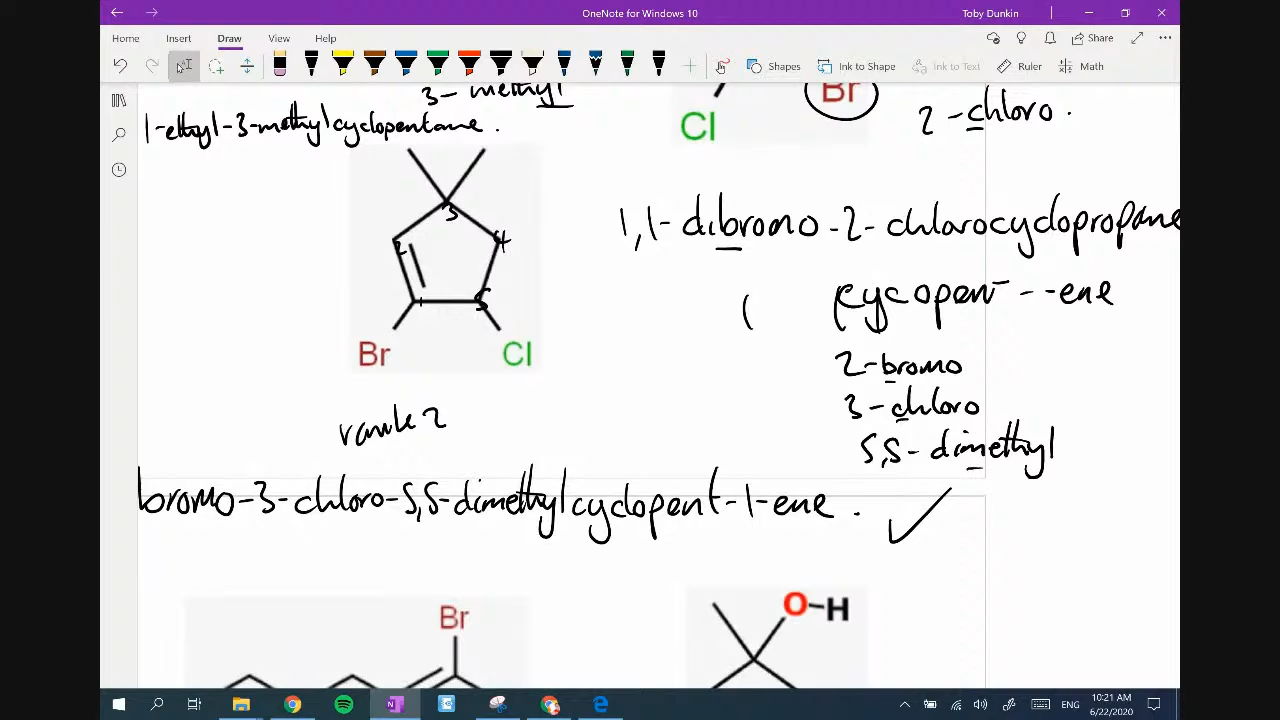 OneNote for Windows 10
Toby Dunkin
Home Insert Draw View Help
Share
Shapes Ink to Shape Ink to Text Ruler Math
3- methyl
1-ethyl-3-methylcyclopentane.
Cl Br
2-chloro.
3
2 4
1 5
Br Cl
1,1-dibromo-2-chlorocyclopropane
( cycopent--ene
2-bromo
3-chloro
5,5-dimethyl
rank 2
bromo-3-chloro-5,5-dimethylcyclopent-1-ene.
Br
O-H
ENG
10:21 AM
6/22/2020